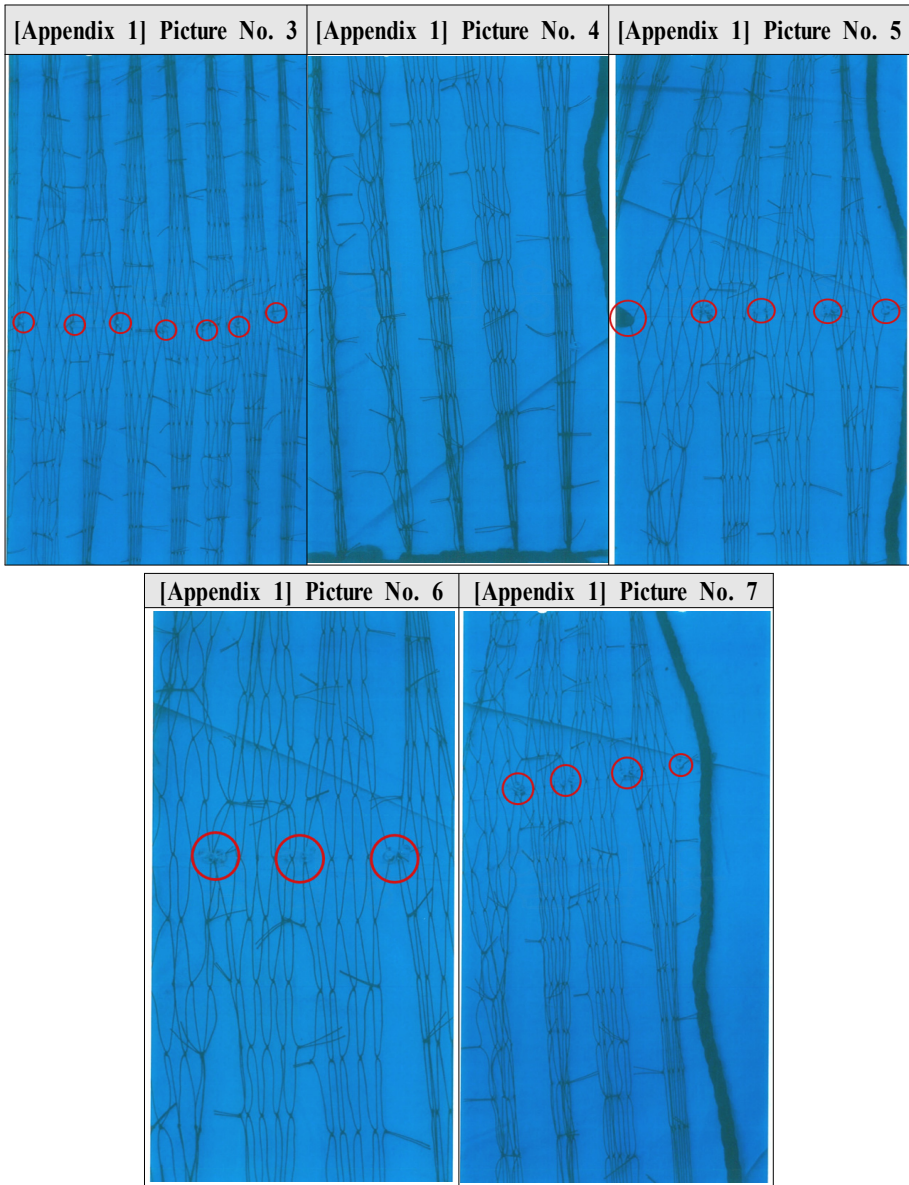 [Appendix 1] Picture No. 3
[Appendix 1] Picture No. 4
[Appendix 1] Picture No. 5
[Appendix 1] Picture No. 6
[Appendix 1] Picture No. 7